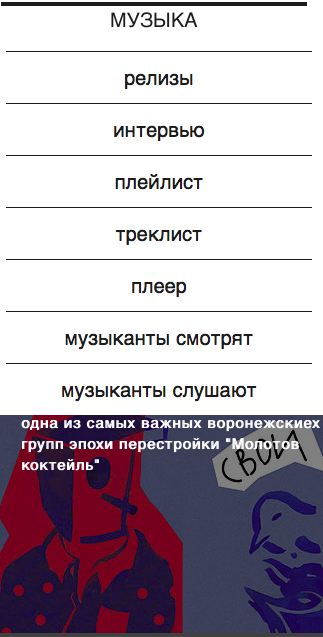 МУЗЫКА
релизы
интервью
плейлист
треклист
плеер
музыканты смотрят
музыканты слушают
одна из самых важных воронежскиех
групп эпохи перестройки "Молотов
коктейль"
СВОИ